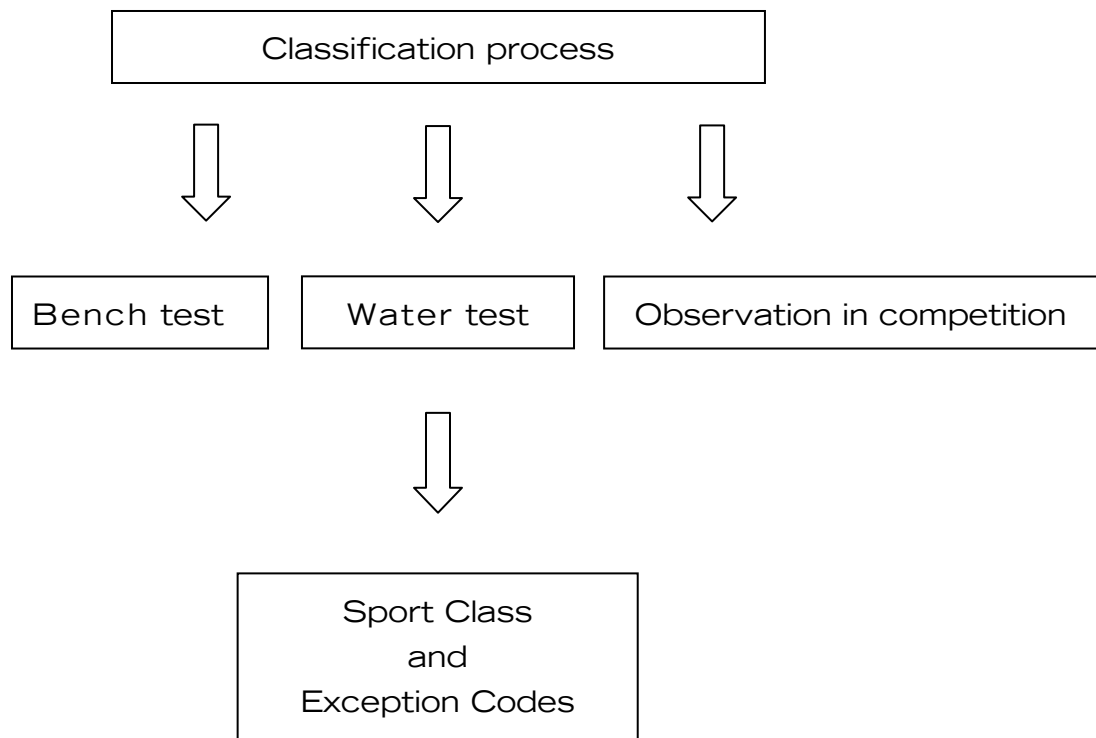 Classification process
Bench test
Water test
Observation in competition
Sport Class
and
Exception Codes